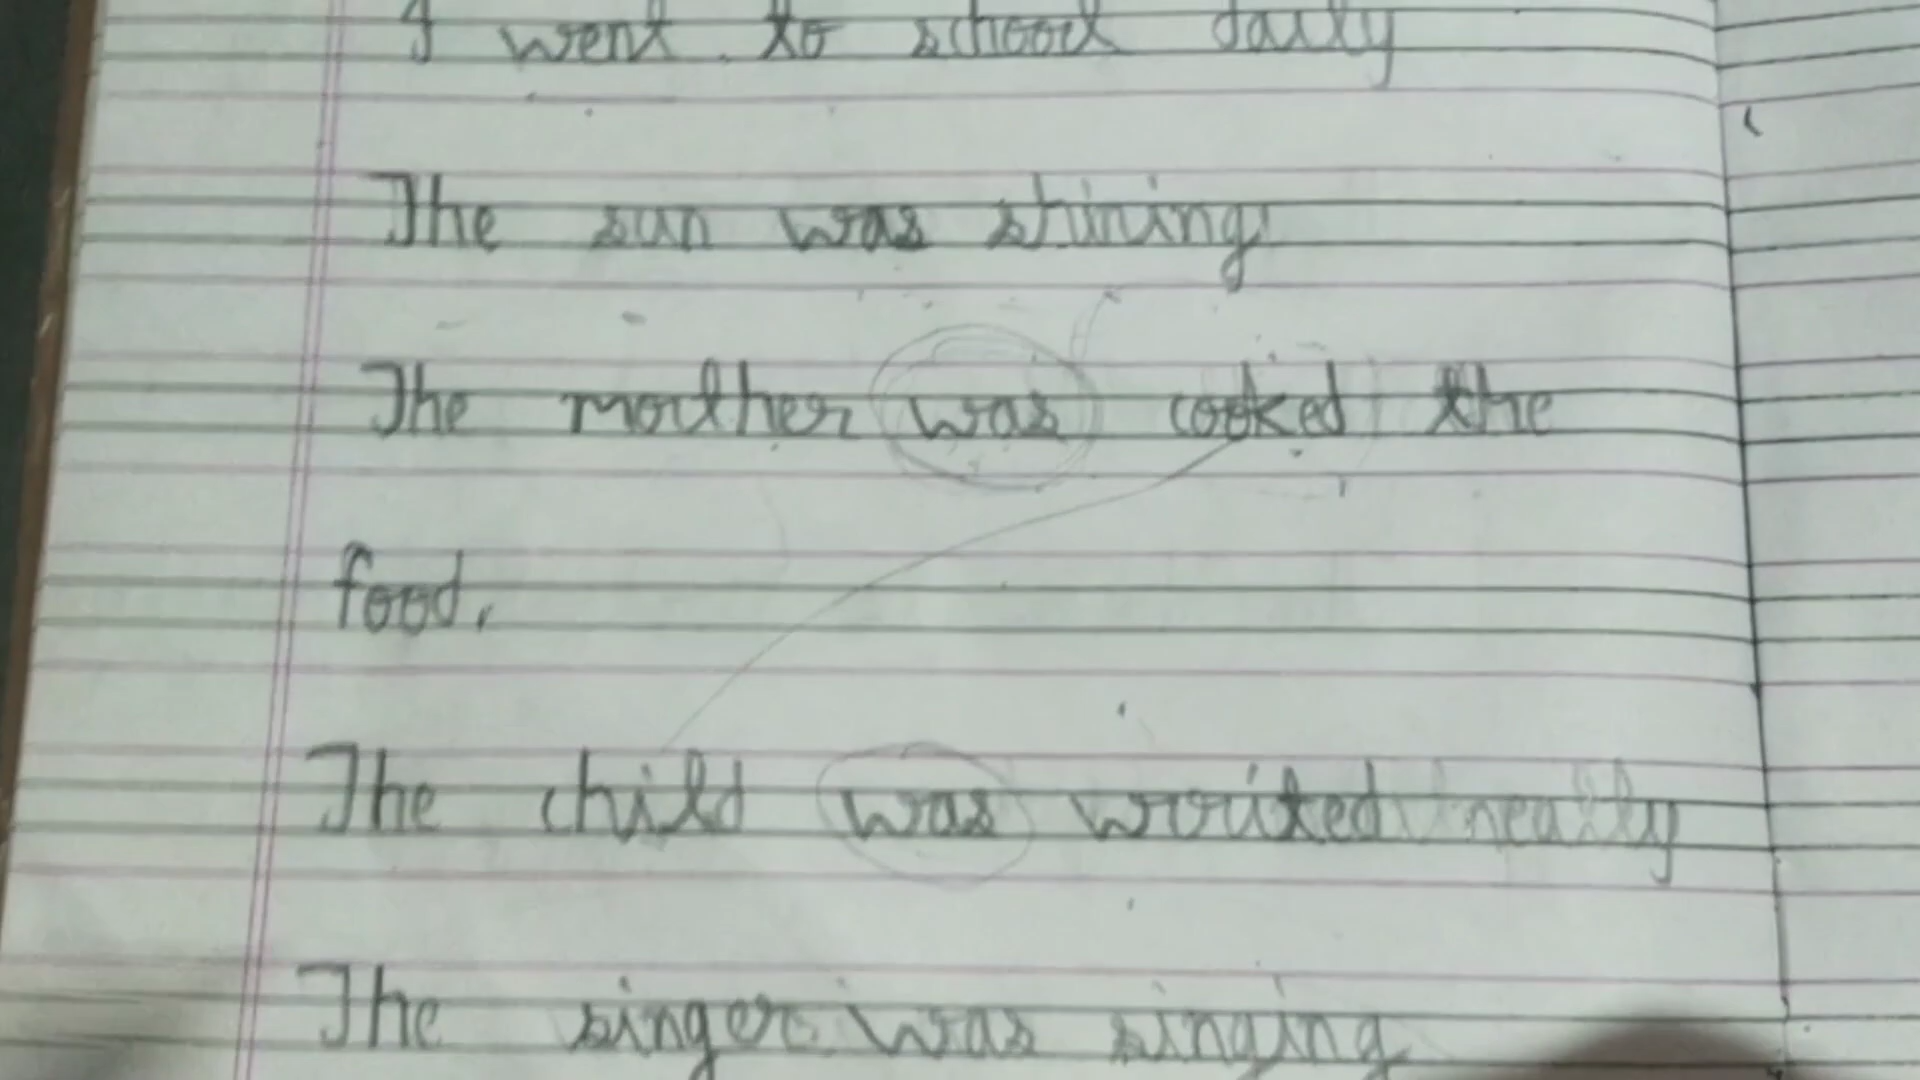 I went to school daily
The sun was shining
The mother was cooked the
food.
The child was writed neatly
The singer was singing